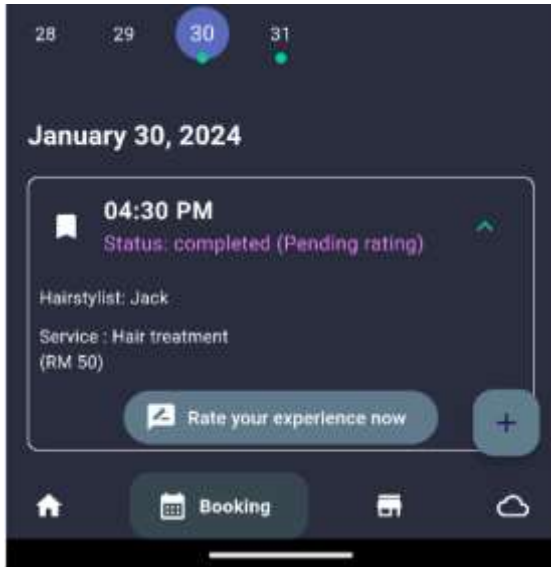 28 29 30 31
January 30, 2024
04:30 PM
Status: completed (Pending rating)
Hairstylist: Jack
Service : Hair treatment
(RM 50)
Rate your experience now
+
Booking